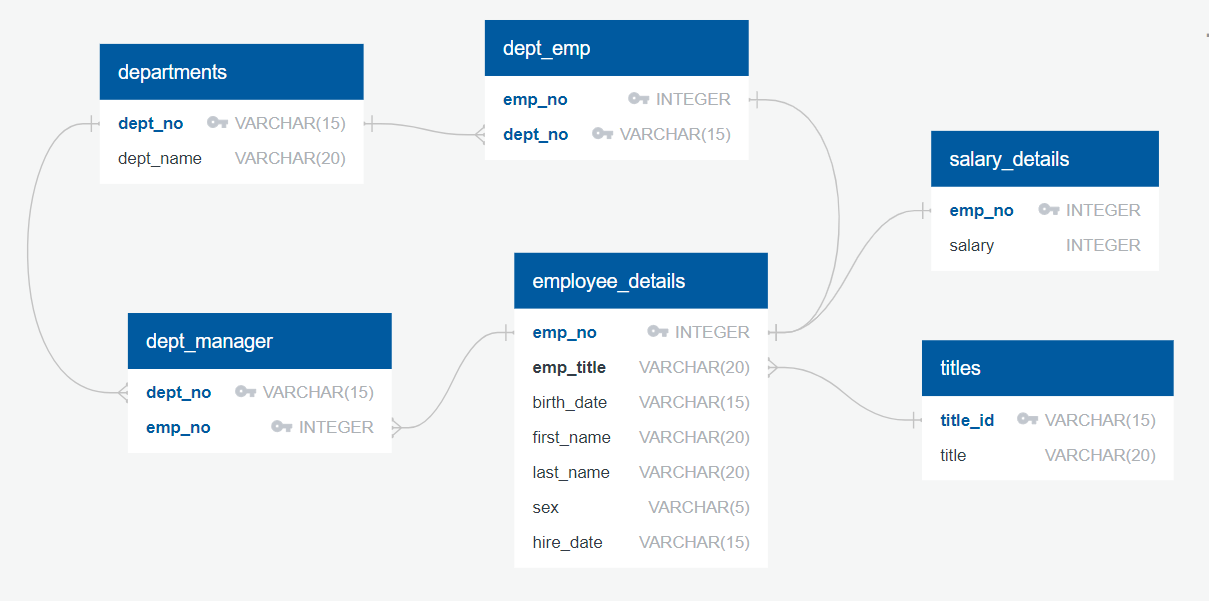 departments
dept_no VARCHAR(15)
dept_name VARCHAR(20)
dept_emp
emp_no INTEGER
dept_no VARCHAR(15)
salary_details
emp_no INTEGER
salary INTEGER
employee_details
emp_no INTEGER
emp_title VARCHAR(20)
birth_date VARCHAR(15)
first_name VARCHAR(20)
last_name VARCHAR(20)
sex VARCHAR(5)
hire_date VARCHAR(15)
dept_manager
dept_no VARCHAR(15)
emp_no INTEGER
titles
title_id VARCHAR(15)
title VARCHAR(20)